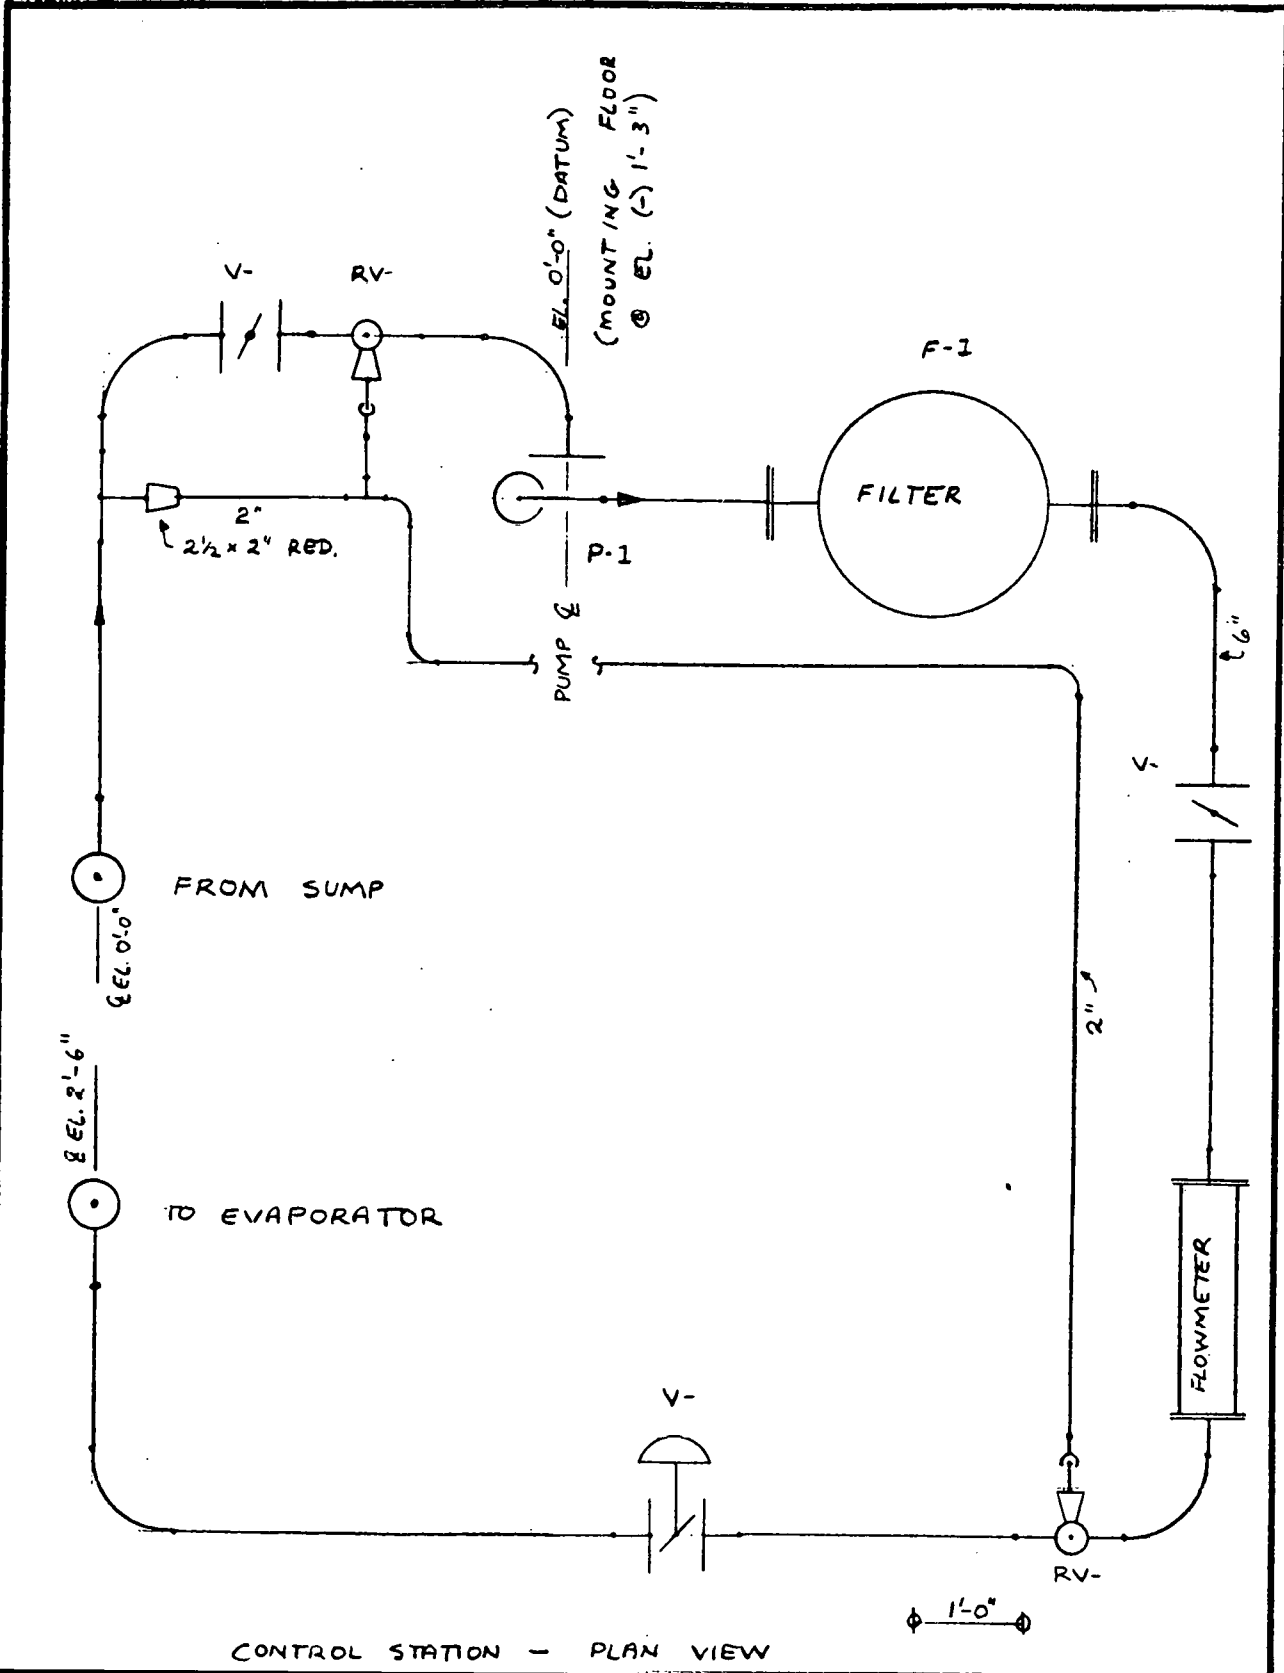 EL. 0'-0" (DATUM)
(MOUNTING FLOOR
@ EL. (-) 1'-3")
V-
RV-
F-1
FILTER
2"
2½ x 2" RED.
P-1
PUMP ℄
6"
V-
FROM SUMP
℄ EL. 0'-0"
℄ EL. 2'-6"
2"
TO EVAPORATOR
FLOWMETER
V-
RV-
1'-0"
CONTROL STATION - PLAN VIEW